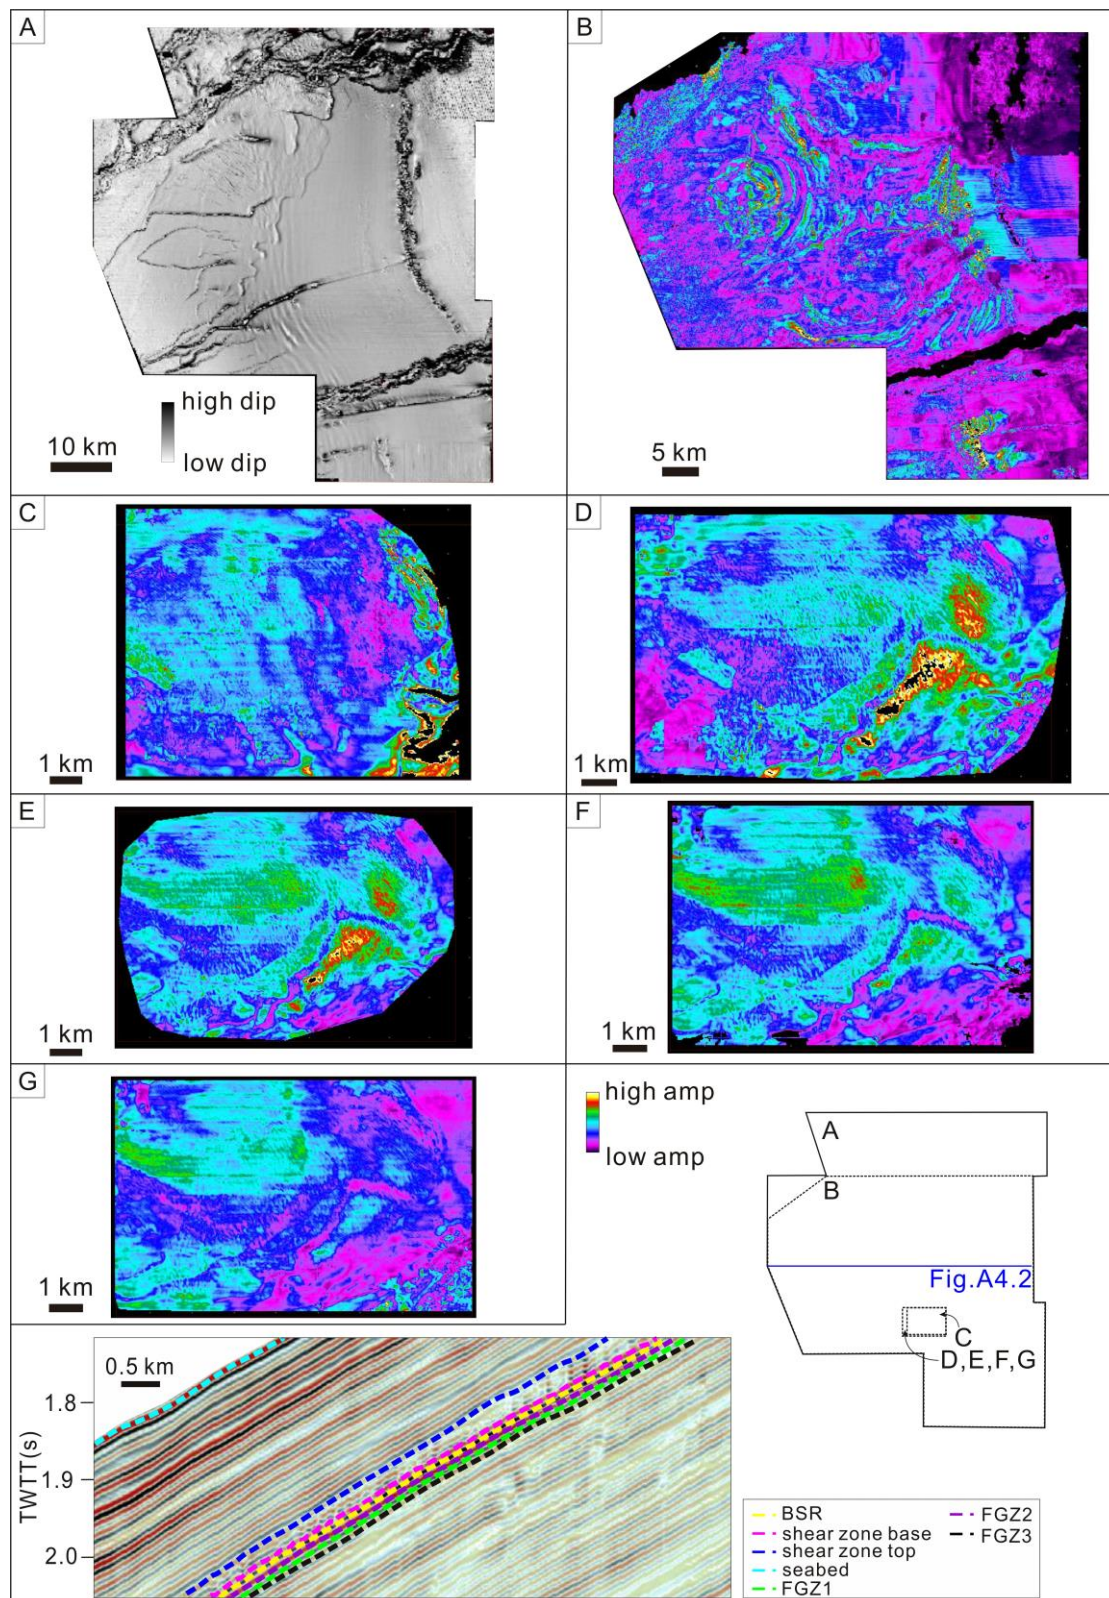 A
B
high dip
10 km
low dip
5 km
C
D
1 km
1 km
E
F
1 km
1 km
G
high amp
low amp
1 km
A
B
Fig.A4.2
C
D,E,F,G
0.5 km
1.8
1.9
2.0
TWTT(s)
BSR
shear zone base
shear zone top
seabed
FGZ1
FGZ2
FGZ3